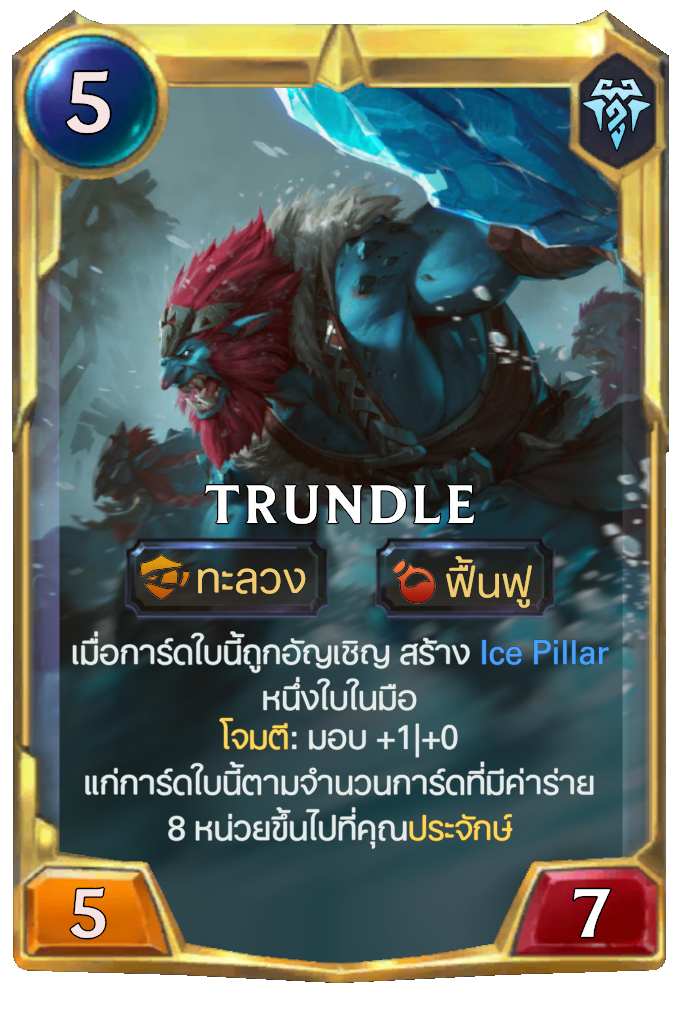 5
TRUNDLE
ทะลวง
ฟื้นฟู
เมื่อการ์ดใบนี้ถูกอัญเชิญ สร้าง Ice Pillar
หนึ่งใบในมือ
โจมตี: มอบ +1|+0
แก่การ์ดใบนี้ตามจำนวนการ์ดที่มีค่าร่าย
8 หน่วยขึ้นไปที่คุณประจักษ์
5
7